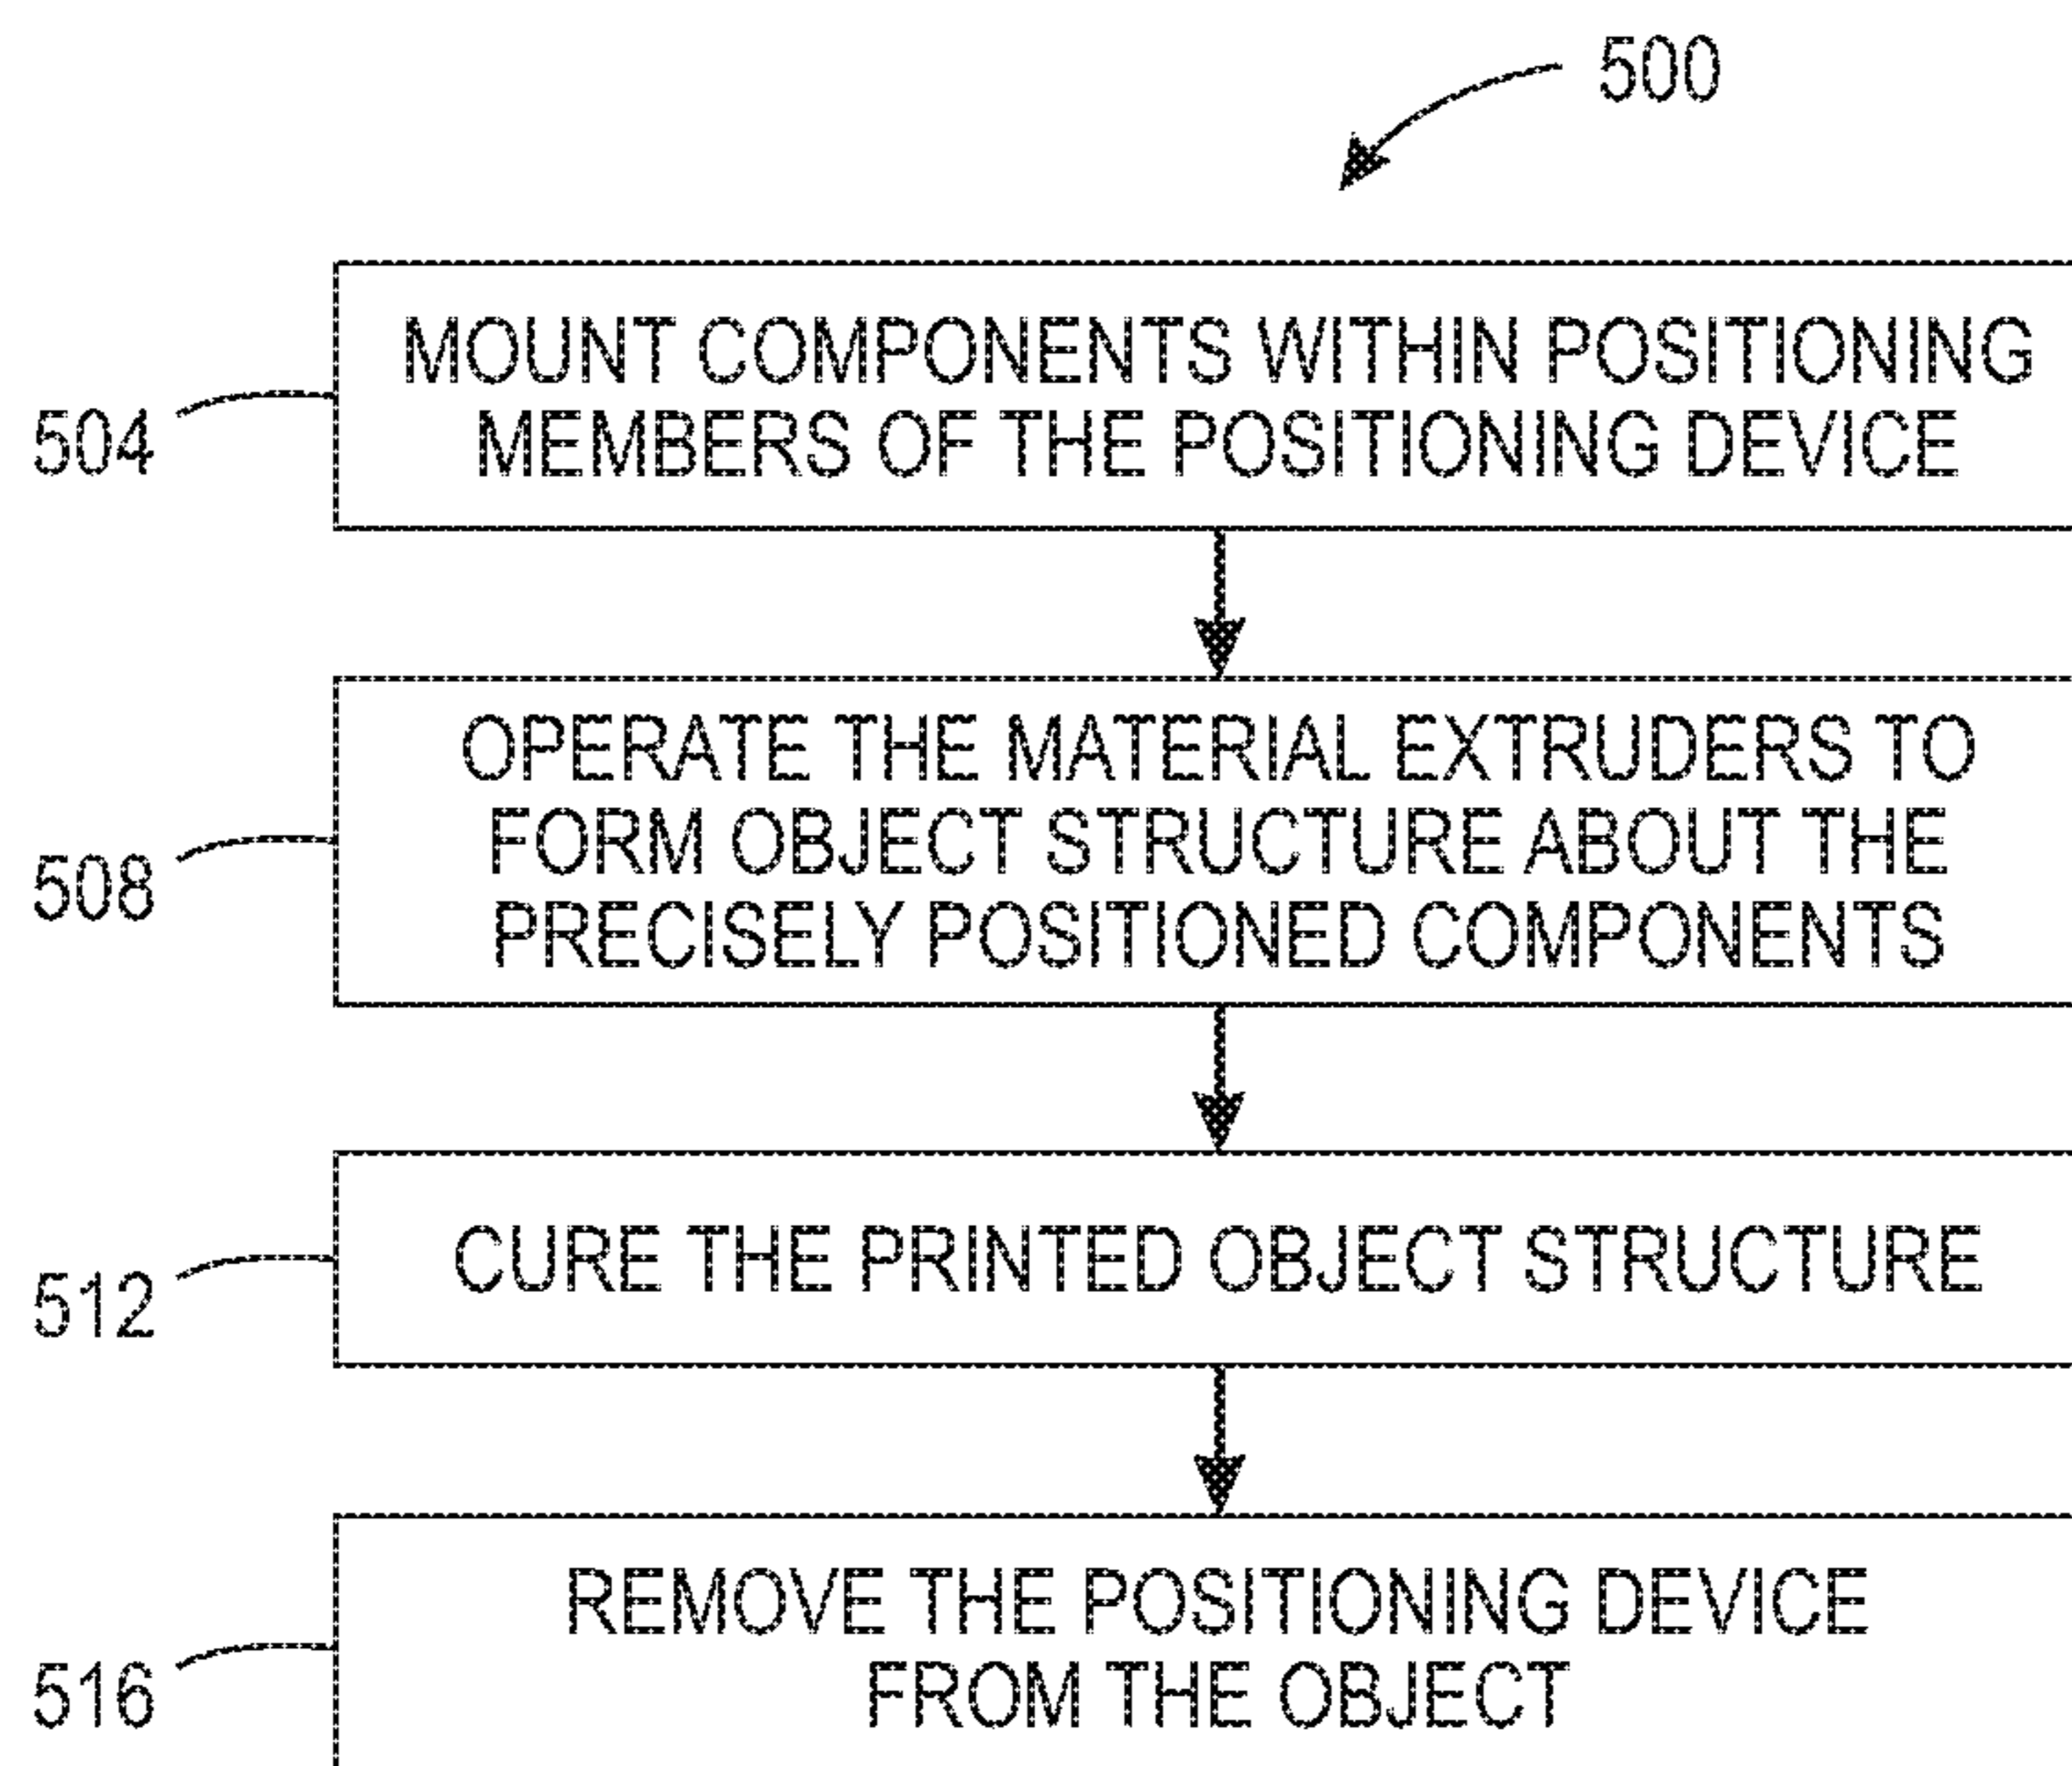 500
504
MOUNT COMPONENTS WITHIN POSITIONING
MEMBERS OF THE POSITIONING DEVICE
508
OPERATE THE MATERIAL EXTRUDERS TO
FORM OBJECT STRUCTURE ABOUT THE
PRECISELY POSITIONED COMPONENTS
512
CURE THE PRINTED OBJECT STRUCTURE
516
REMOVE THE POSITIONING DEVICE
FROM THE OBJECT